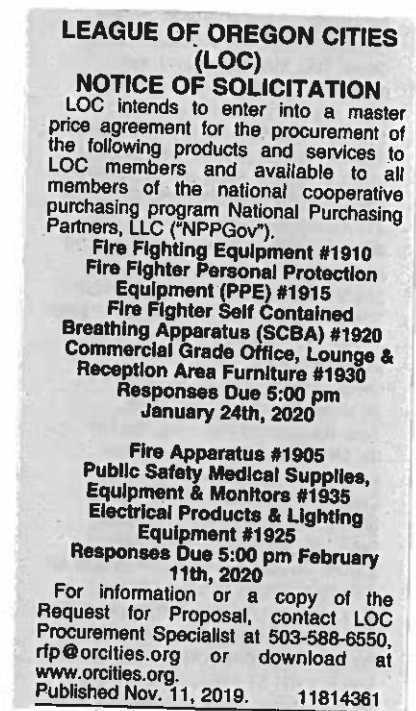 LEAGUE OF OREGON CITIES
(LOC)
NOTICE OF SOLICITATION
LOC intends to enter into a master
price agreement for the procurement of
the following products and services to
LOC members and available to all
members of the national cooperative
purchasing program National Purchasing
Partners, LLC ("NPPGov").
Fire Fighting Equipment #1910
Fire Fighter Personal Protection
Equipment (PPE) #1915
Fire Fighter Self Contained
Breathing Apparatus (SCBA) #1920
Commercial Grade Office, Lounge &
Reception Area Furniture #1930
Responses Due 5:00 pm
January 24th, 2020
Fire Apparatus #1905
Public Safety Medical Supplies,
Equipment & Monitors #1935
Electrical Products & Lighting
Equipment #1925
Responses Due 5:00 pm February
11th, 2020
For information or a copy of the
Request for Proposal, contact LOC
Procurement Specialist at 503-588-6550,
rfp@orcities.org or download at
www.orcities.org.
Published Nov. 11, 2019. 11814361